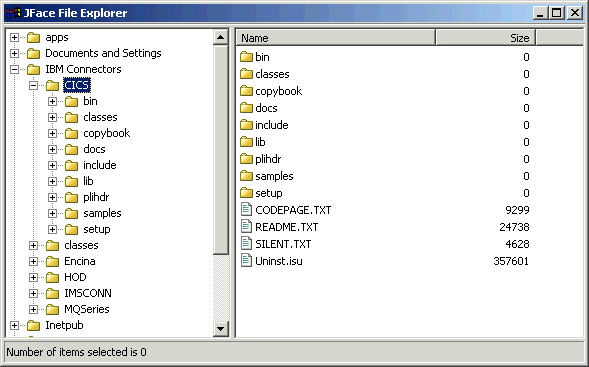 JFace File Explorer
apps
Documents and Settings
IBM Connectors
CICS
bin
classes
copybook
docs
include
lib
plihdr
samples
setup
classes
Encina
HOD
IMSCONN
MQSeries
Inetpub
Name Size
bin 0
classes 0
copybook 0
docs 0
include 0
lib 0
plihdr 0
samples 0
setup 0
CODEPAGE.TXT 9299
README.TXT 24738
SILENT.TXT 4628
Uninst.isu 357601
Number of items selected is 0